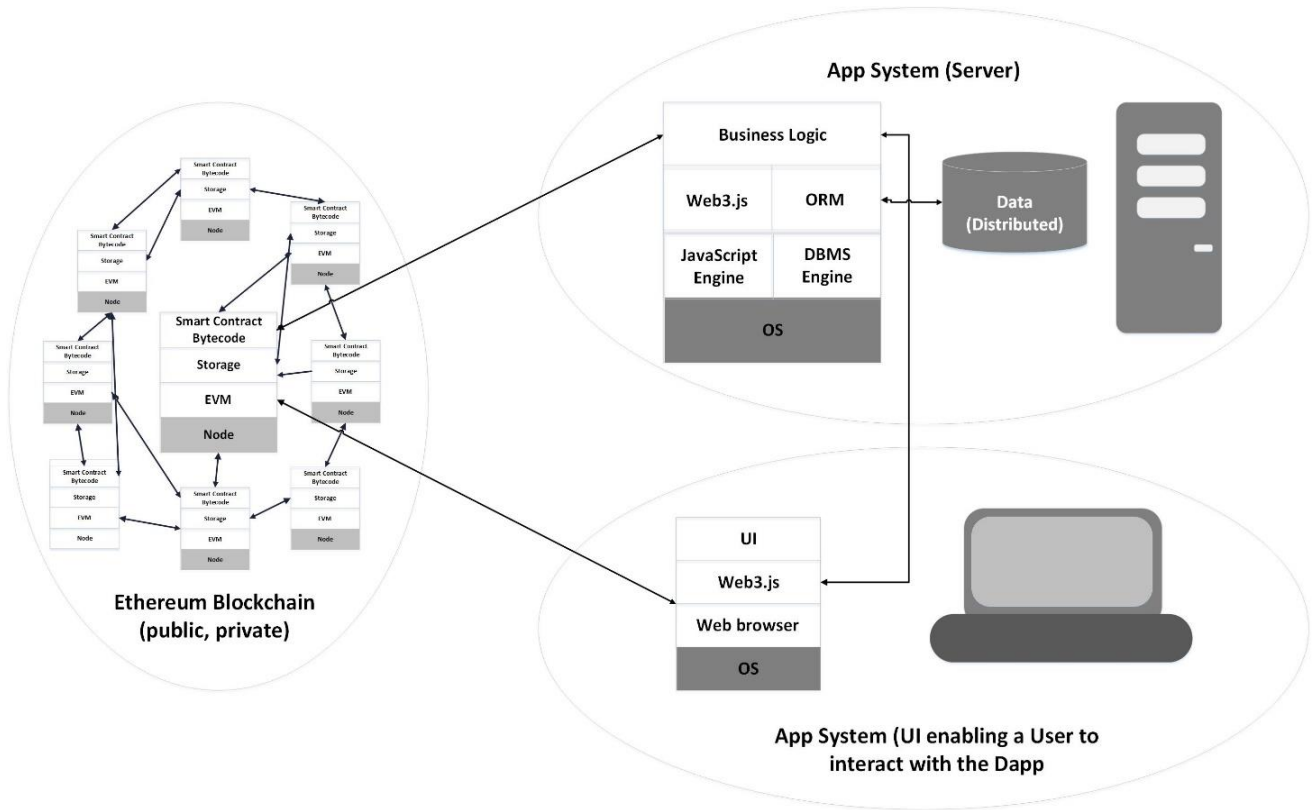 App System (Server)
Business Logic
Web3.js
ORM
JavaScript
Engine
DBMS
Engine
OS
Data
(Distributed)
Smart Contract
Bytecode
Storage
EVM
Node
Smart Contract
Bytecode
Storage
EVM
Node
Smart Contract
Bytecode
Storage
EVM
Node
Smart Contract
Bytecode
Storage
EVM
Node
Smart Contract
Bytecode
Storage
EVM
Node
Smart Contract
Bytecode
Storage
EVM
Node
Smart Contract
Bytecode
Storage
EVM
Node
Smart Contract
Bytecode
Storage
EVM
Node
Smart Contract
Bytecode
Storage
EVM
Node
Ethereum Blockchain
(public, private)
UI
Web3.js
Web browser
OS
App System (UI enabling a User to
interact with the Dapp